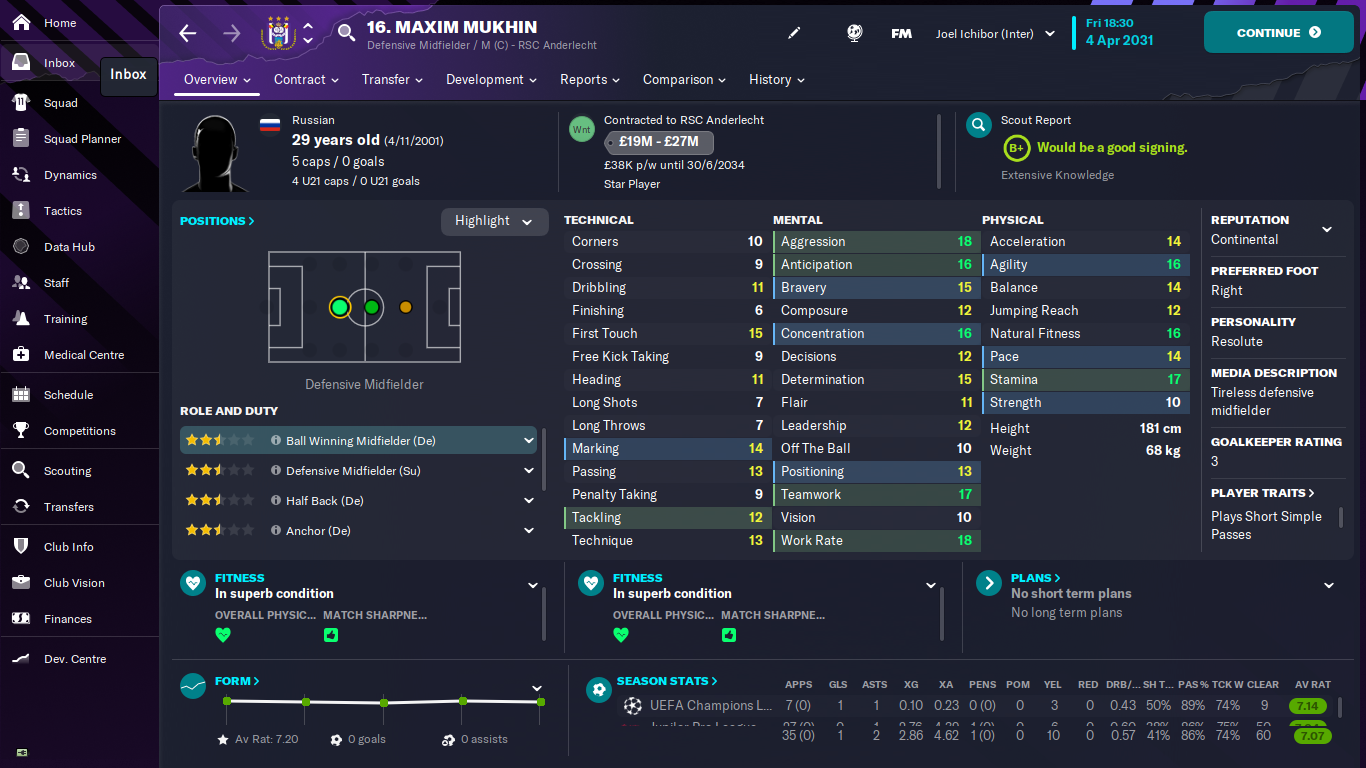 Home
Inbox
Inbox
Squad
Squad Planner
Dynamics
Tactics
Data Hub
Staff
Training
Medical Centre
Schedule
Competitions
Scouting
Transfers
Club Info
Club Vision
Finances
Dev. Centre
16. MAXIM MUKHIN
Defensive Midfielder / M (C) - RSC Anderlecht
FM
Joel Ichibor (Inter)
Fri 18:30
4 Apr 2031
CONTINUE
Overview
Contract
Transfer
Development
Reports
Comparison
History
Russian
29 years old (4/11/2001)
5 caps / 0 goals
4 U21 caps / 0 U21 goals
Wnt
Contracted to RSC Anderlecht
£19M - £27M
£38K p/w until 30/6/2034
Star Player
Scout Report
B+ Would be a good signing.
Extensive Knowledge
POSITIONS >
Highlight
Defensive Midfielder
ROLE AND DUTY
Ball Winning Midfielder (De)
Defensive Midfielder (Su)
Half Back (De)
Anchor (De)
TECHNICAL
Corners 10
Crossing 9
Dribbling 11
Finishing 6
First Touch 15
Free Kick Taking 9
Heading 11
Long Shots 7
Long Throws 7
Marking 14
Passing 13
Penalty Taking 9
Tackling 12
Technique 13
MENTAL
Aggression 18
Anticipation 16
Bravery 15
Composure 12
Concentration 16
Decisions 12
Determination 15
Flair 11
Leadership 12
Off The Ball 10
Positioning 13
Teamwork 17
Vision 10
Work Rate 18
PHYSICAL
Acceleration 14
Agility 16
Balance 14
Jumping Reach 12
Natural Fitness 16
Pace 14
Stamina 17
Strength 10
Height 181 cm
Weight 68 kg
REPUTATION
Continental
PREFERRED FOOT
Right
PERSONALITY
Resolute
MEDIA DESCRIPTION
Tireless defensive
midfielder
GOALKEEPER RATING
3
PLAYER TRAITS >
Plays Short Simple
Passes
FITNESS
In superb condition
OVERALL PHYSIC... MATCH SHARPNE...
FITNESS
In superb condition
OVERALL PHYSIC... MATCH SHARPNE...
PLANS >
No short term plans
No long term plans
FORM >
Av Rat: 7.20
0 goals
0 assists
SEASON STATS >
APPS GLS ASTS XG XA PENS POM YEL RED DRB/... SH T... PAS % TCK W CLEAR AV RAT
UEFA Champions L... 7 (0) 1 1 0.10 0.23 0 (0) 0 3 0 0.43 50% 89% 74% 9 7.14
35 (0) 1 2 2.86 4.62 1 (0) 0 10 0 0.57 41% 86% 74% 60 7.07